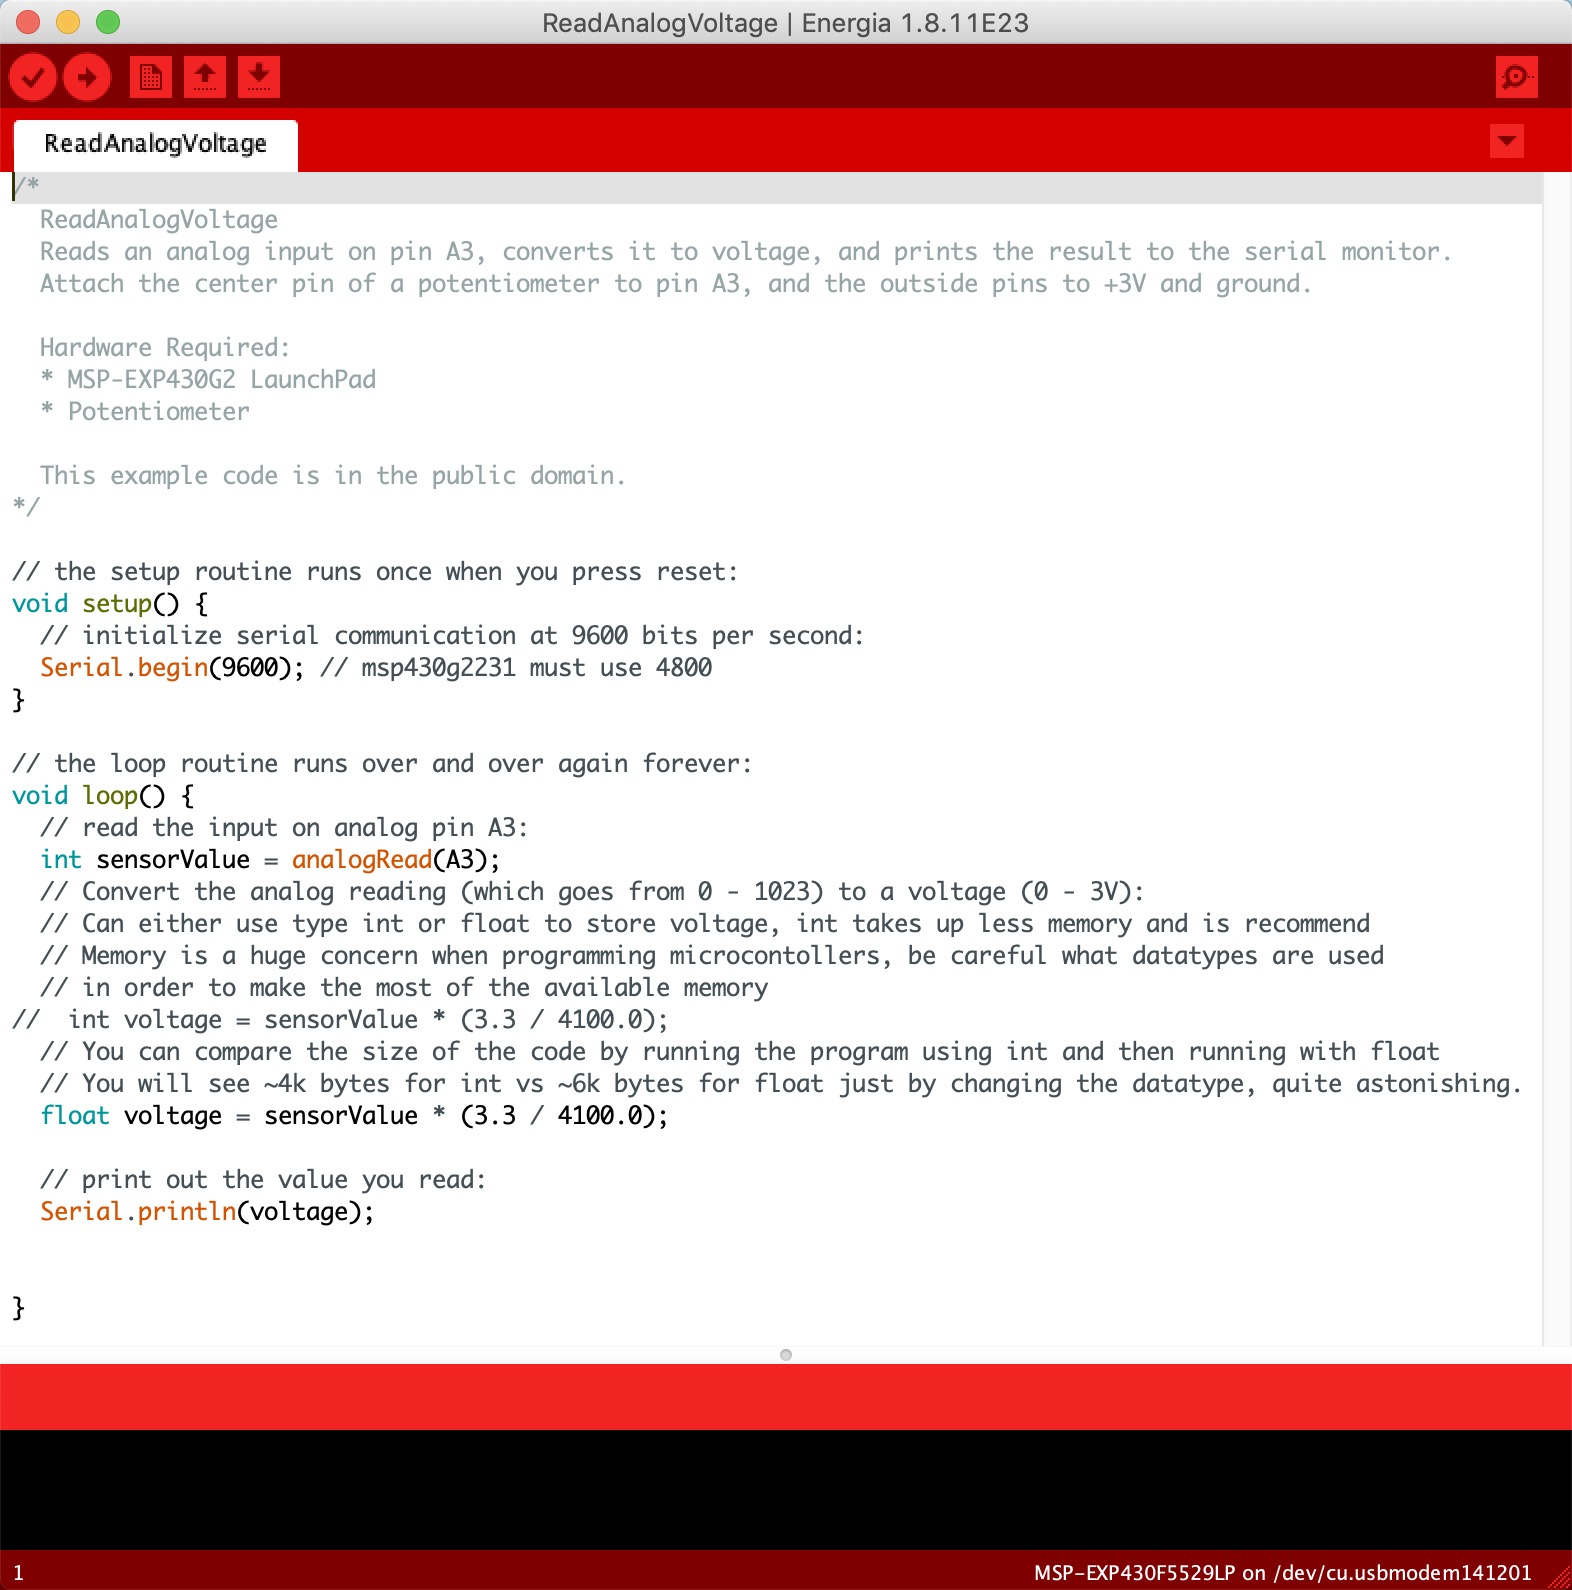 ReadAnalogVoltage | Energia 1.8.11E23
ReadAnalogVoltage
/*
  ReadAnalogVoltage
  Reads an analog input on pin A3, converts it to voltage, and prints the result to the serial monitor.
  Attach the center pin of a potentiometer to pin A3, and the outside pins to +3V and ground.
  Hardware Required:
  * MSP-EXP430G2 LaunchPad
  * Potentiometer
  This example code is in the public domain.
*/
// the setup routine runs once when you press reset:
void setup() {
  // initialize serial communication at 9600 bits per second:
  Serial.begin(9600); // msp430g2231 must use 4800
}
// the loop routine runs over and over again forever:
void loop() {
  // read the input on analog pin A3:
  int sensorValue = analogRead(A3);
  // Convert the analog reading (which goes from 0 - 1023) to a voltage (0 - 3V):
  // Can either use type int or float to store voltage, int takes up less memory and is recommend
  // Memory is a huge concern when programming microcontollers, be careful what datatypes are used
  // in order to make the most of the available memory
//  int voltage = sensorValue * (3.3 / 4100.0);
  // You can compare the size of the code by running the program using int and then running with float
  // You will see ~4k bytes for int vs ~6k bytes for float just by changing the datatype, quite astonishing.
  float voltage = sensorValue * (3.3 / 4100.0);
  // print out the value you read:
  Serial.println(voltage);
}
1
MSP-EXP430F5529LP on /dev/cu.usbmodem141201